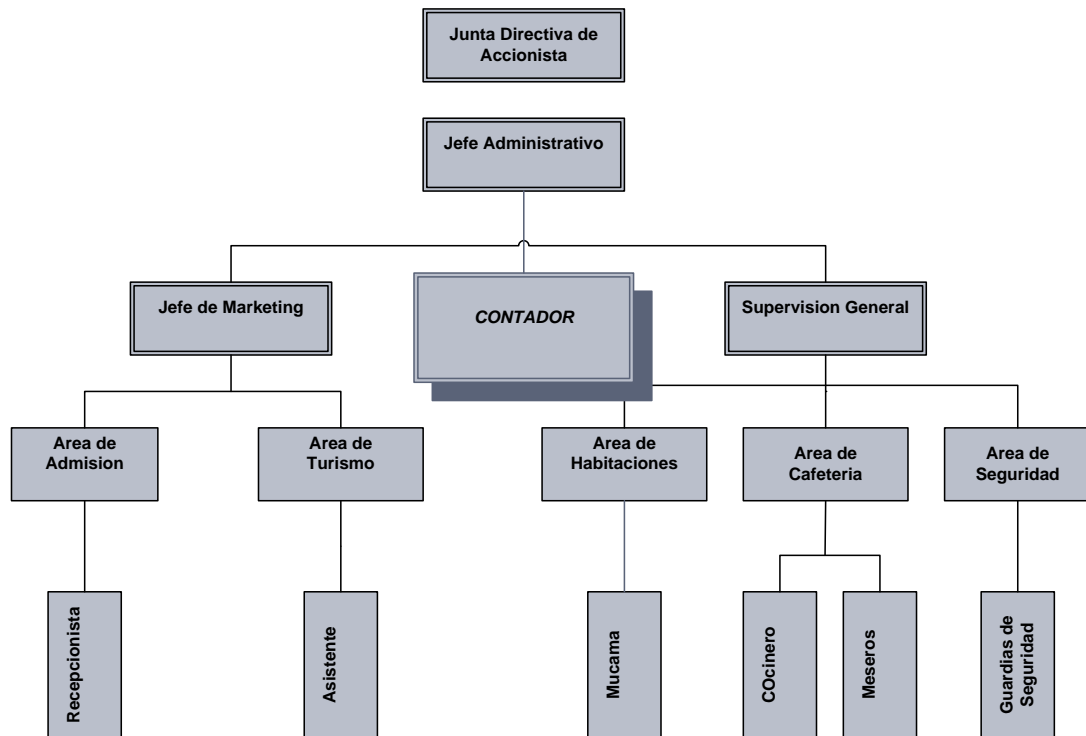 Junta Directiva de
Accionista
Jefe Administrativo
Jefe de Marketing
CONTADOR
Supervision General
Area de
Admision
Area de
Turismo
Area de
Habitaciones
Area de
Cafeteria
Area de
Seguridad
Recepcionista
Asistente
Mucama
COcinero
Meseros
Guardias de
Seguridad